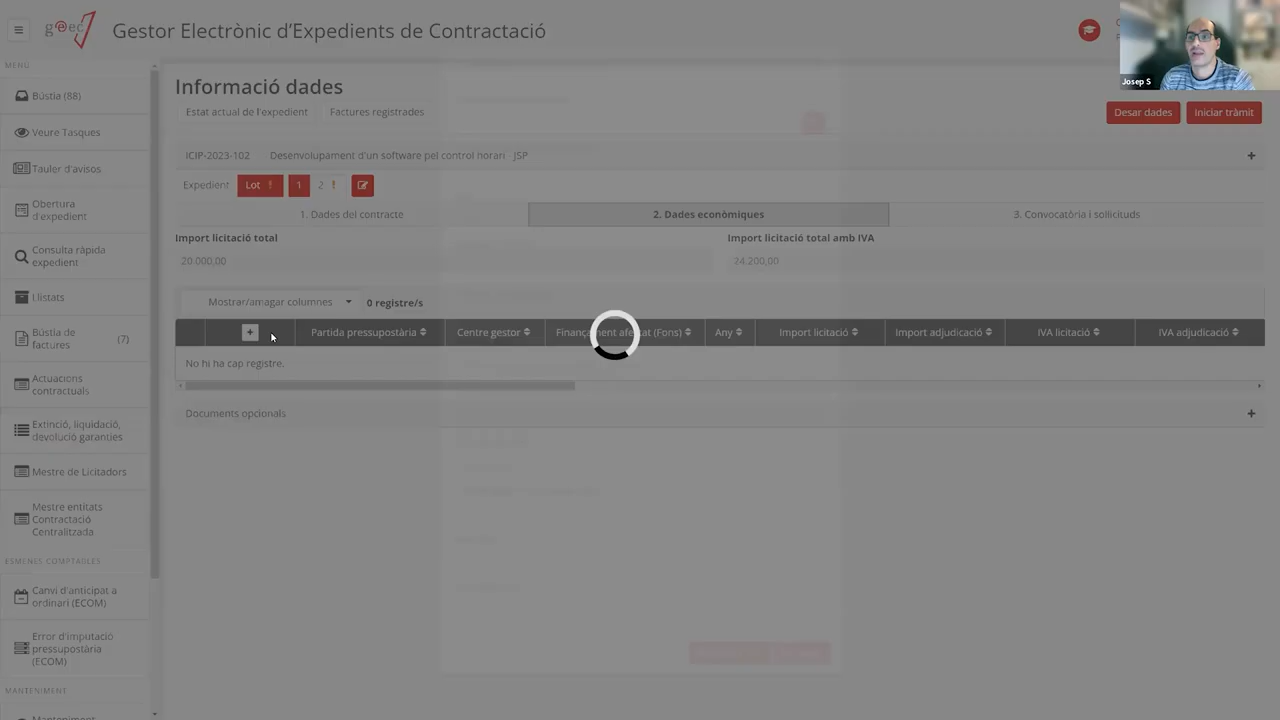 geec
Gestor Electrònic d'Expedients de Contractació
Josep S
MENÚ
Bústia (88)
Veure Tasques
Tauler d'avisos
Obertura
d'expedient
Consulta ràpida
expedient
Llistats
Bústia de
factures
(7)
Actuacions
contractuals
Extinció, liquidació,
devolució garanties
Mestre de Licitadors
Mestre entitats
Contractació
Centralitzada
ESMENES COMPTABLES
Canvi d'anticipat a
ordinari (ECOM)
Error d'imputació
pressupostària
(ECOM)
MANTENIMENT
Manteniment
Informació dades
Estat actual de l'expedient
Factures registrades
Desar dades
Iniciar tràmit
ICIP-2023-102
Desenvolupament d'un software pel control horari - JSP
+
Expedient
Lot !
1
2 !
1. Dades del contracte
2. Dades econòmiques
3. Convocatòria i sol·licituds
Import licitació total
Import licitació total amb IVA
20.000,00
24.200,00
Mostrar/amagar columnes
0 registre/s
+
Partida pressupostària
Centre gestor
Finançament afectat (Fons)
Any
Import licitació
Import adjudicació
IVA licitació
IVA adjudicació
No hi ha cap registre.
Documents opcionals
+